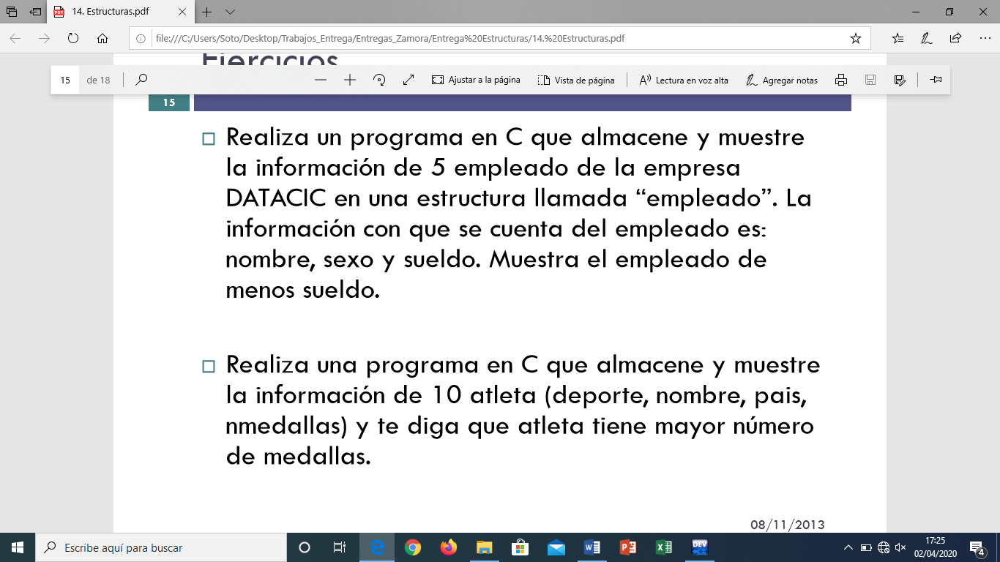 14. Estructuras.pdf
file:///C:/Users/Soto/Desktop/Trabajos_Entrega/Entregas_Zamora/Entrega%20Estructuras/14.%20Estructuras.pdf
Ejercicios
15 de 18 Ajustar a la página Vista de página Lectura en voz alta Agregar notas
15
Realiza un programa en C que almacene y muestre
la información de 5 empleado de la empresa
DATACIC en una estructura llamada “empleado”. La
información con que se cuenta del empleado es:
nombre, sexo y sueldo. Muestra el empleado de
menos sueldo.
Realiza una programa en C que almacene y muestre
la información de 10 atleta (deporte, nombre, pais,
nmedallas) y te diga que atleta tiene mayor número
de medallas.
08/11/2013
Escribe aquí para buscar
17:25
02/04/2020
4